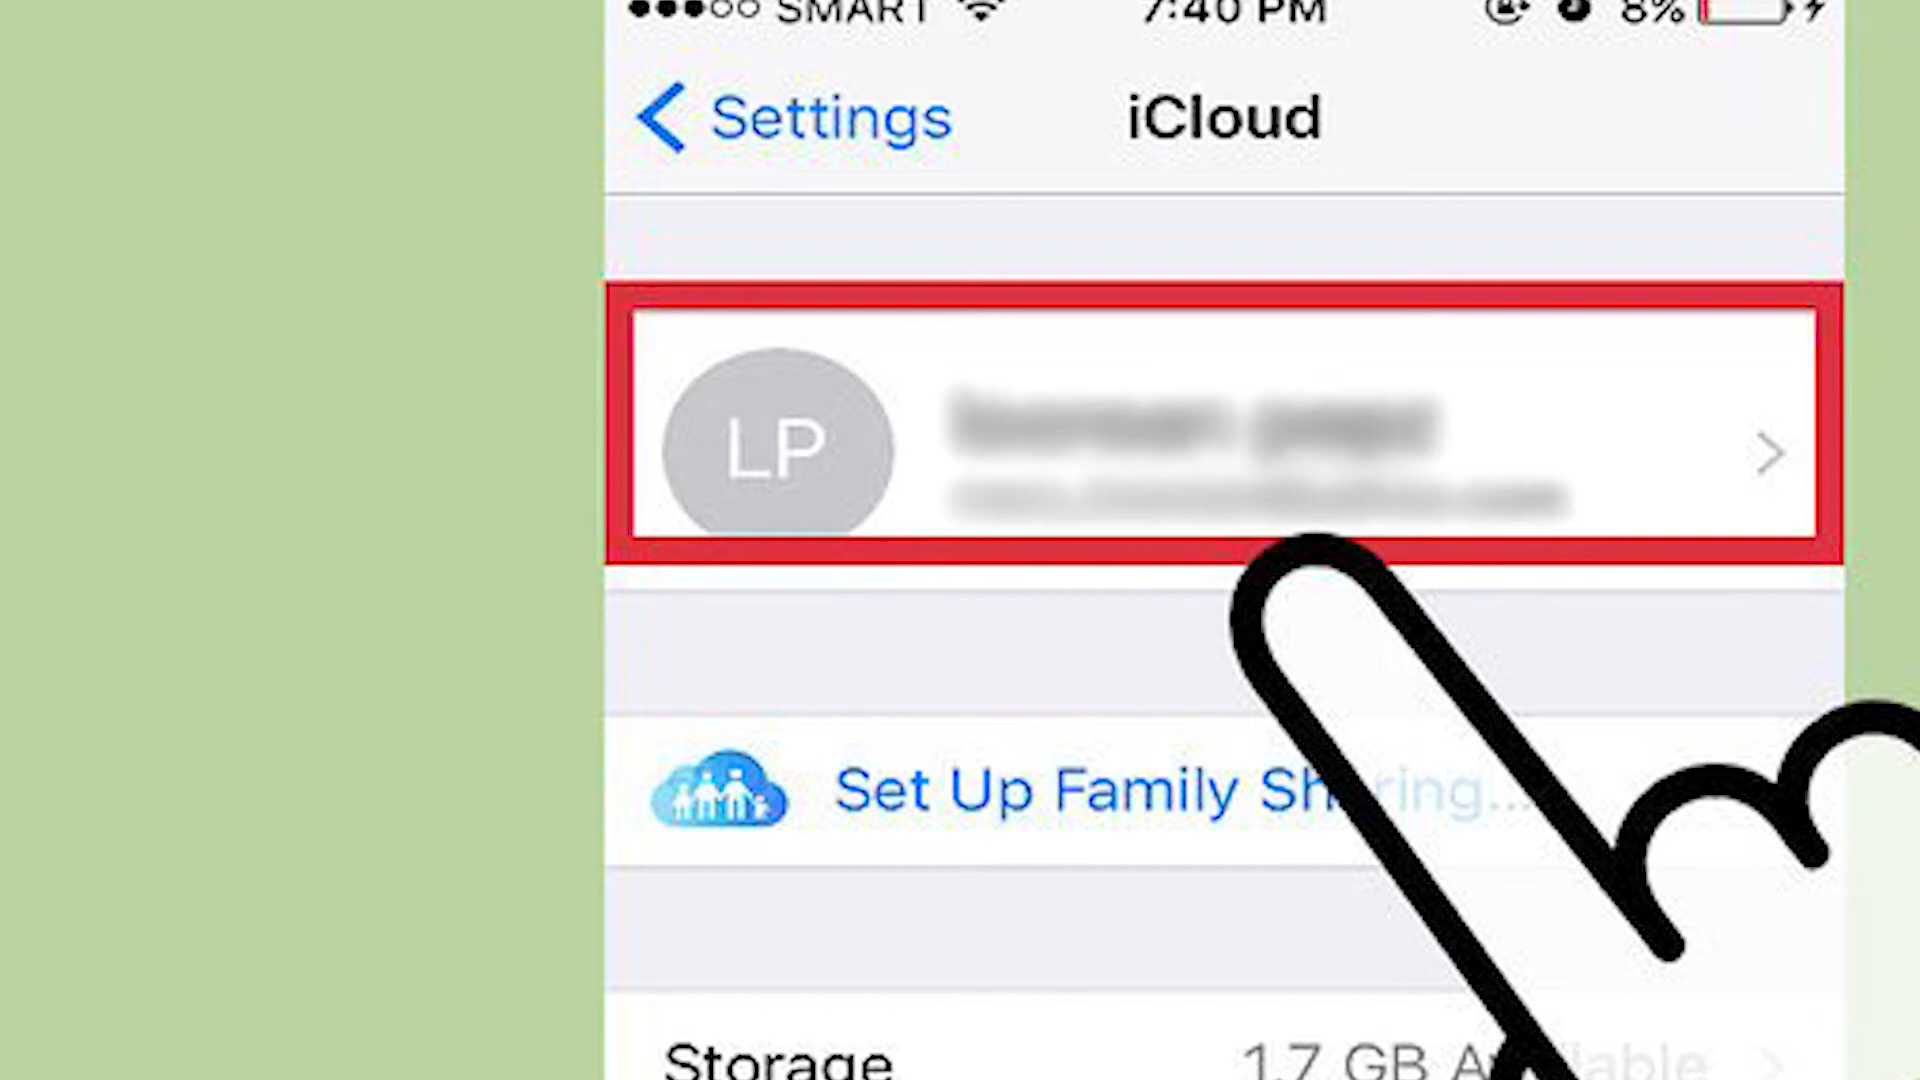 SMART 7:40 PM 8%
Settings iCloud
LP
Set Up Family Sharing...
Storage 1.7 GB Available